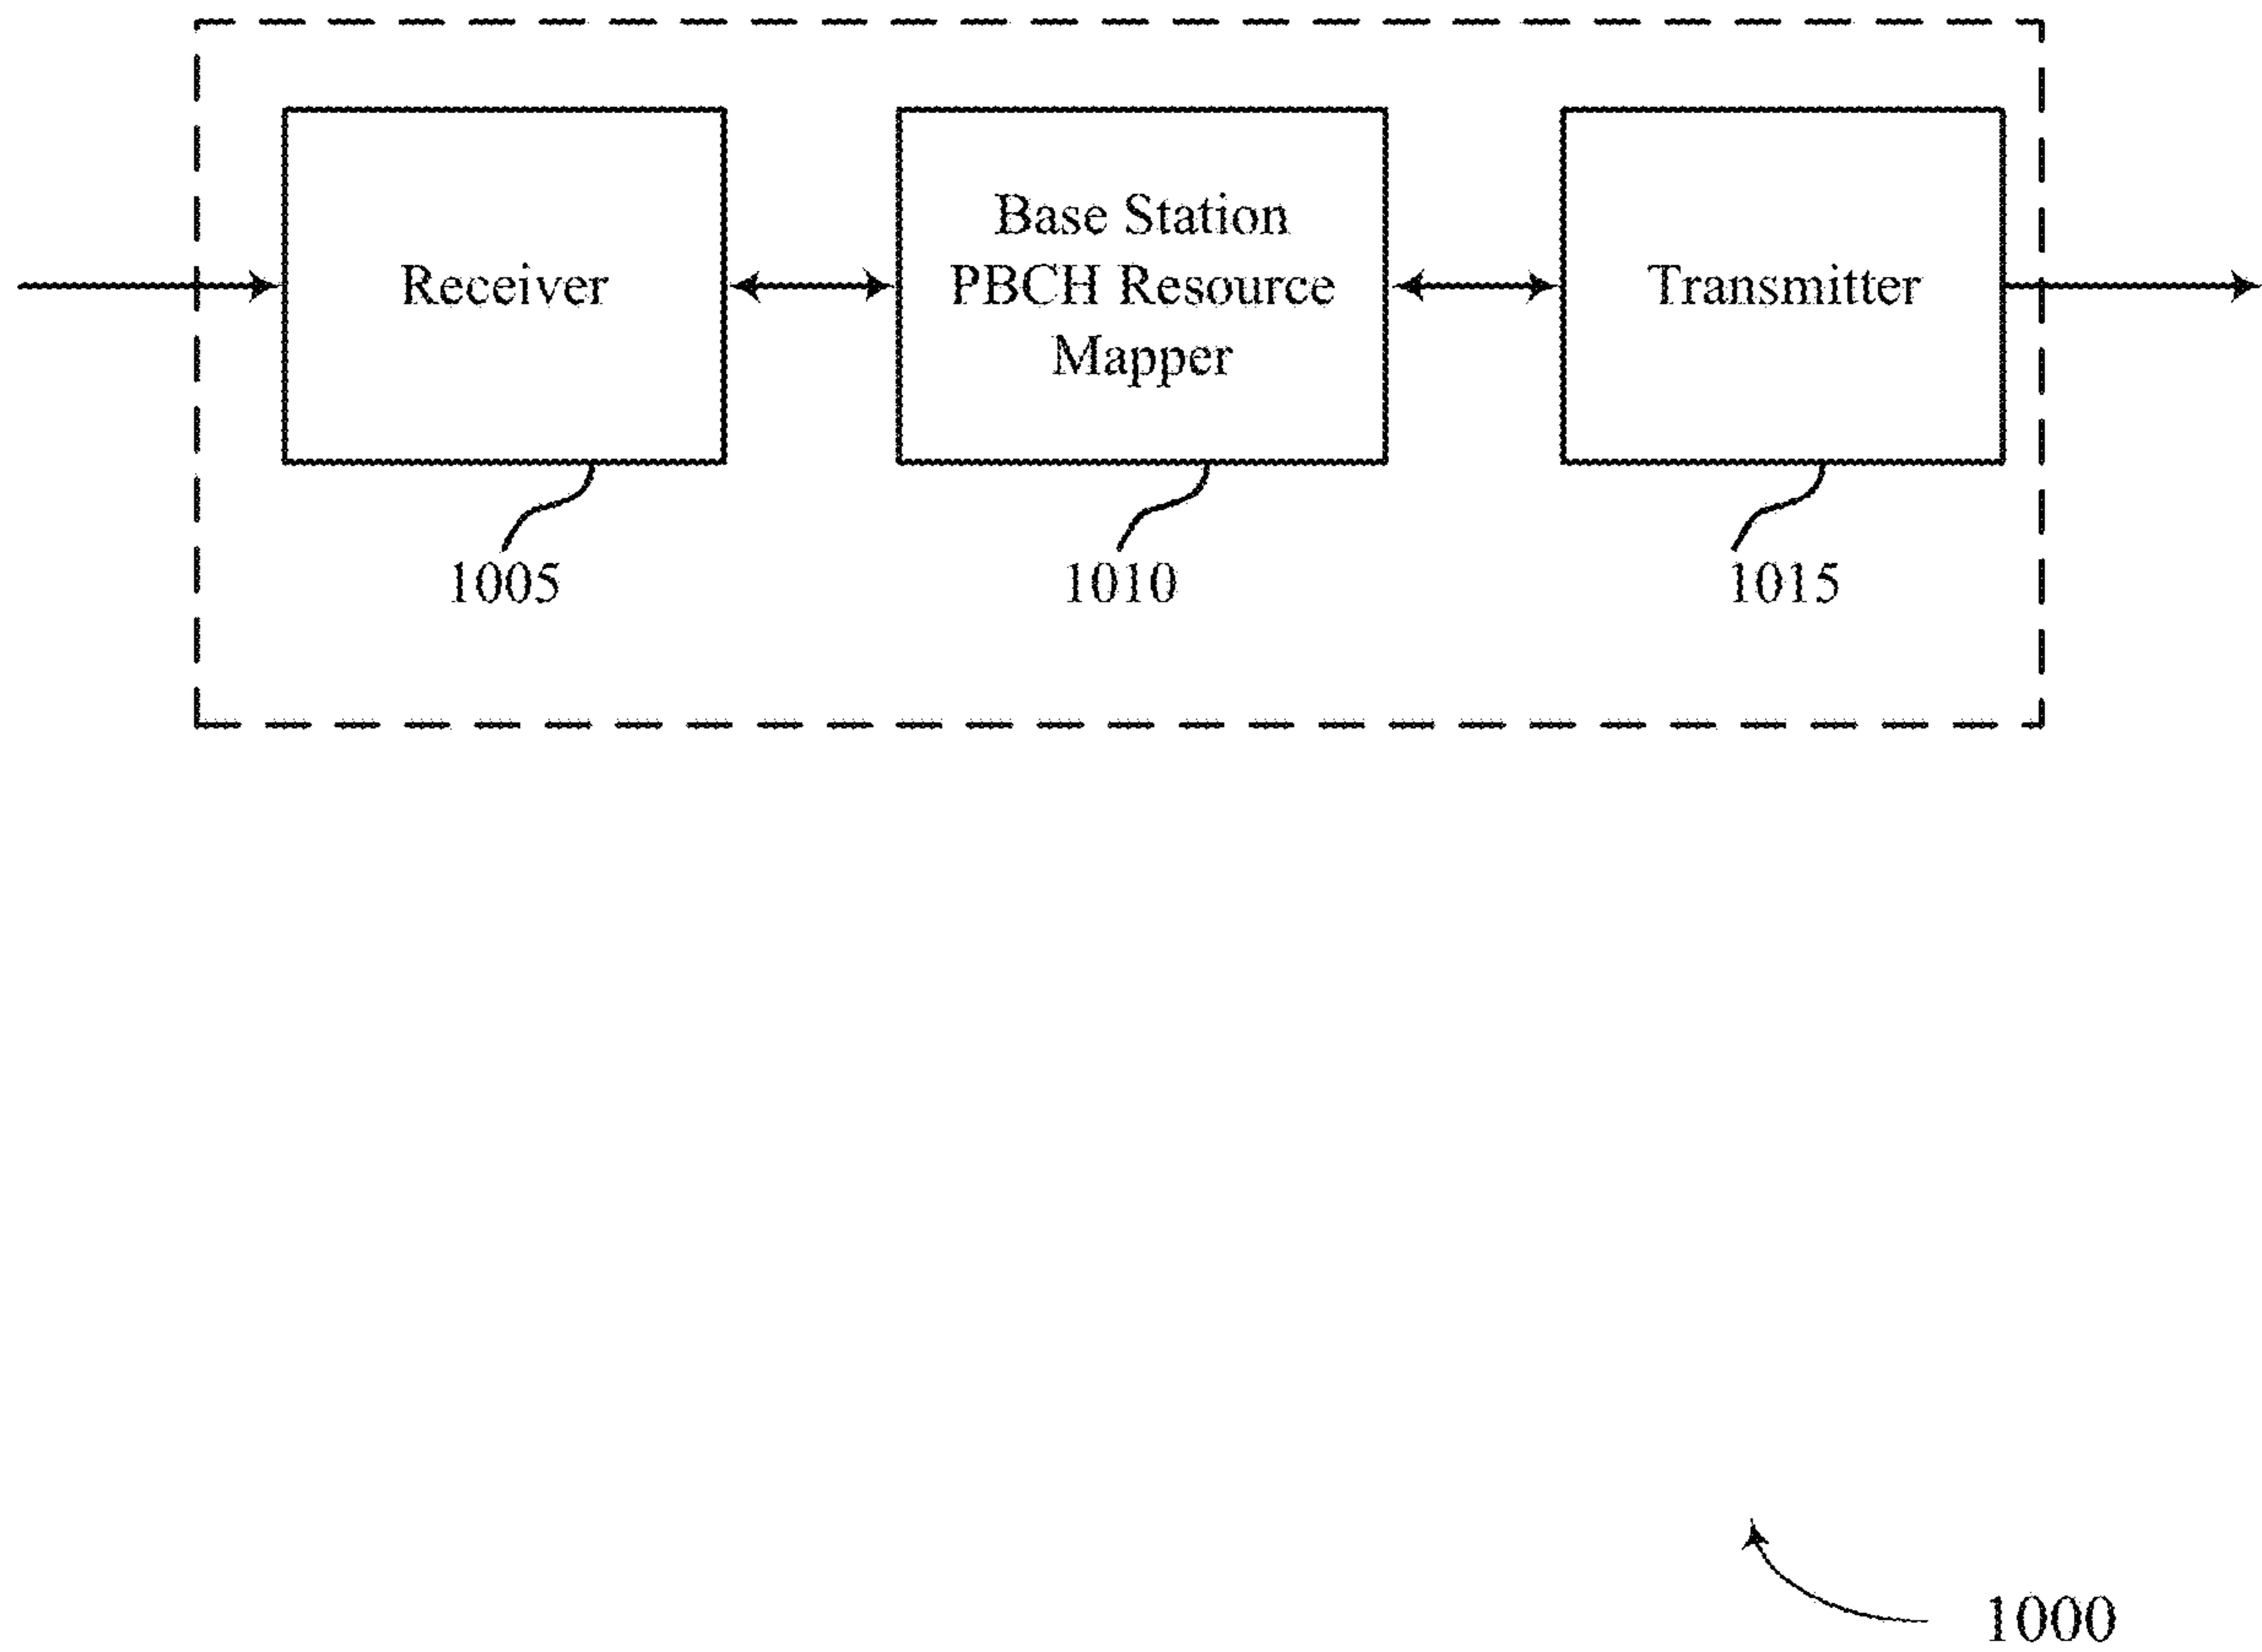 Receiver
Base Station
PBCH Resource
Mapper
Transmitter
1005
1010
1015
1000